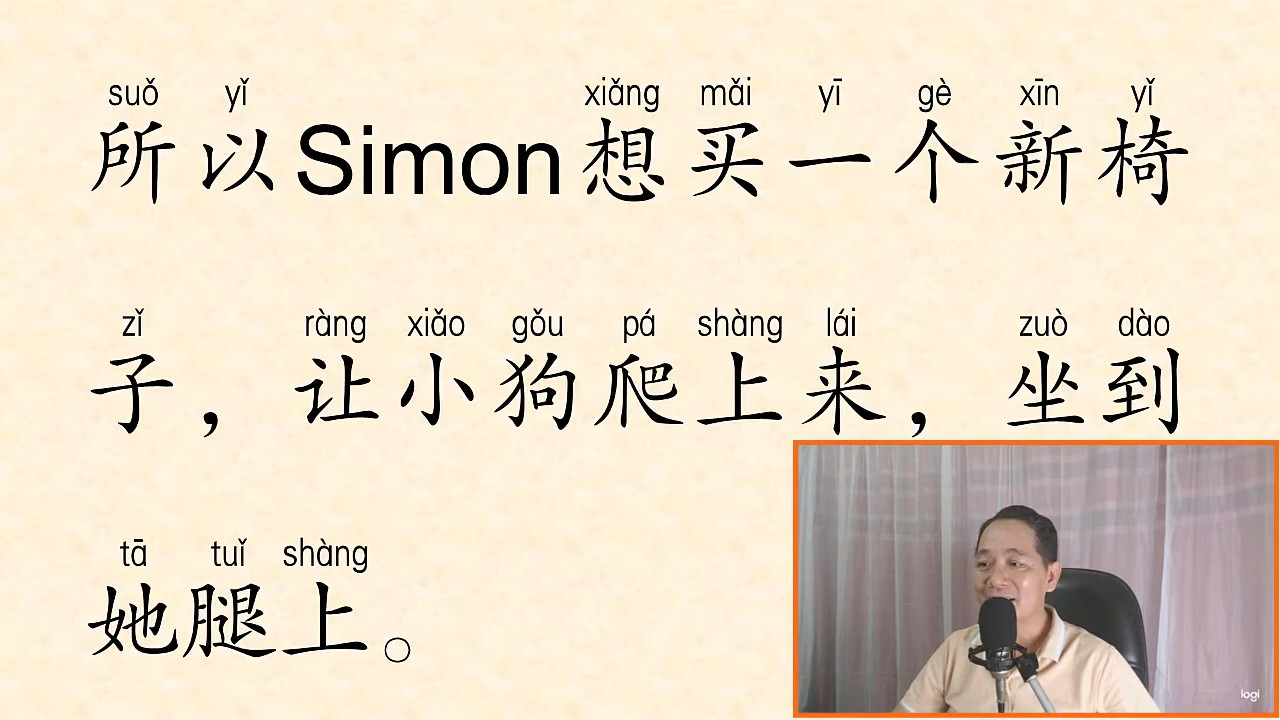 suǒ yǐ xiǎng mǎi yī gè xīn yǐ
所以Simon想买一个新椅
zǐ ràng xiǎo gǒu pá shàng lái zuò dào
子，让小狗爬上来，坐到
tā tuǐ shàng
她腿上。
logi